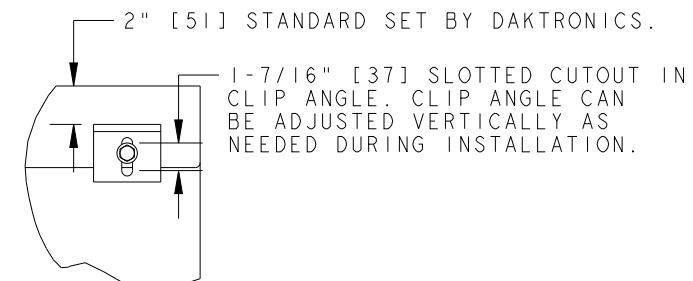 2" [51] STANDARD SET BY DAKTRONICS.
1-7/16" [37] SLOTTED CUTOUT IN
CLIP ANGLE. CLIP ANGLE CAN
BE ADJUSTED VERTICALLY AS
NEEDED DURING INSTALLATION.